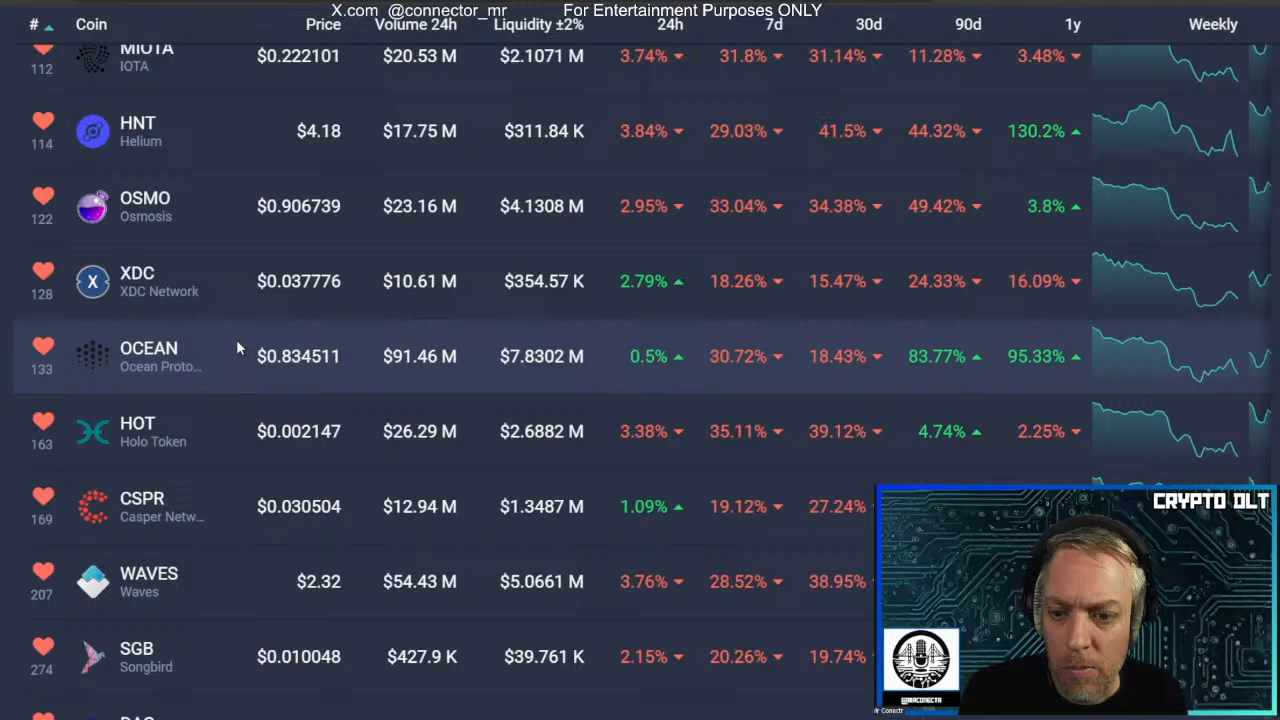 X.com @connector_mr For Entertainment Purposes ONLY
# Coin Price Volume 24h Liquidity ±2% 24h 7d 30d 90d 1y Weekly
MIOTA
112 IOTA $0.222101 $20.53 M $2.1071 M 3.74% 31.8% 31.14% 11.28% 3.48%
HNT
114 Helium $4.18 $17.75 M $311.84 K 3.84% 29.03% 41.5% 44.32% 130.2%
OSMO
122 Osmosis $0.906739 $23.16 M $4.1308 M 2.95% 33.04% 34.38% 49.42% 3.8%
XDC
128 XDC Network $0.037776 $10.61 M $354.57 K 2.79% 18.26% 15.47% 24.33% 16.09%
OCEAN
133 Ocean Proto... $0.834511 $91.46 M $7.8302 M 0.5% 30.72% 18.43% 83.77% 95.33%
HOT
163 Holo Token $0.002147 $26.29 M $2.6882 M 3.38% 35.11% 39.12% 4.74% 2.25%
CSPR
169 Casper Netw... $0.030504 $12.94 M $1.3487 M 1.09% 19.12% 27.24%
WAVES
207 Waves $2.32 $54.43 M $5.0661 M 3.76% 28.52% 38.95%
SGB
274 Songbird $0.010048 $427.9 K $39.761 K 2.15% 20.26% 19.74%
CRYPTO DLT
Mr Conectr